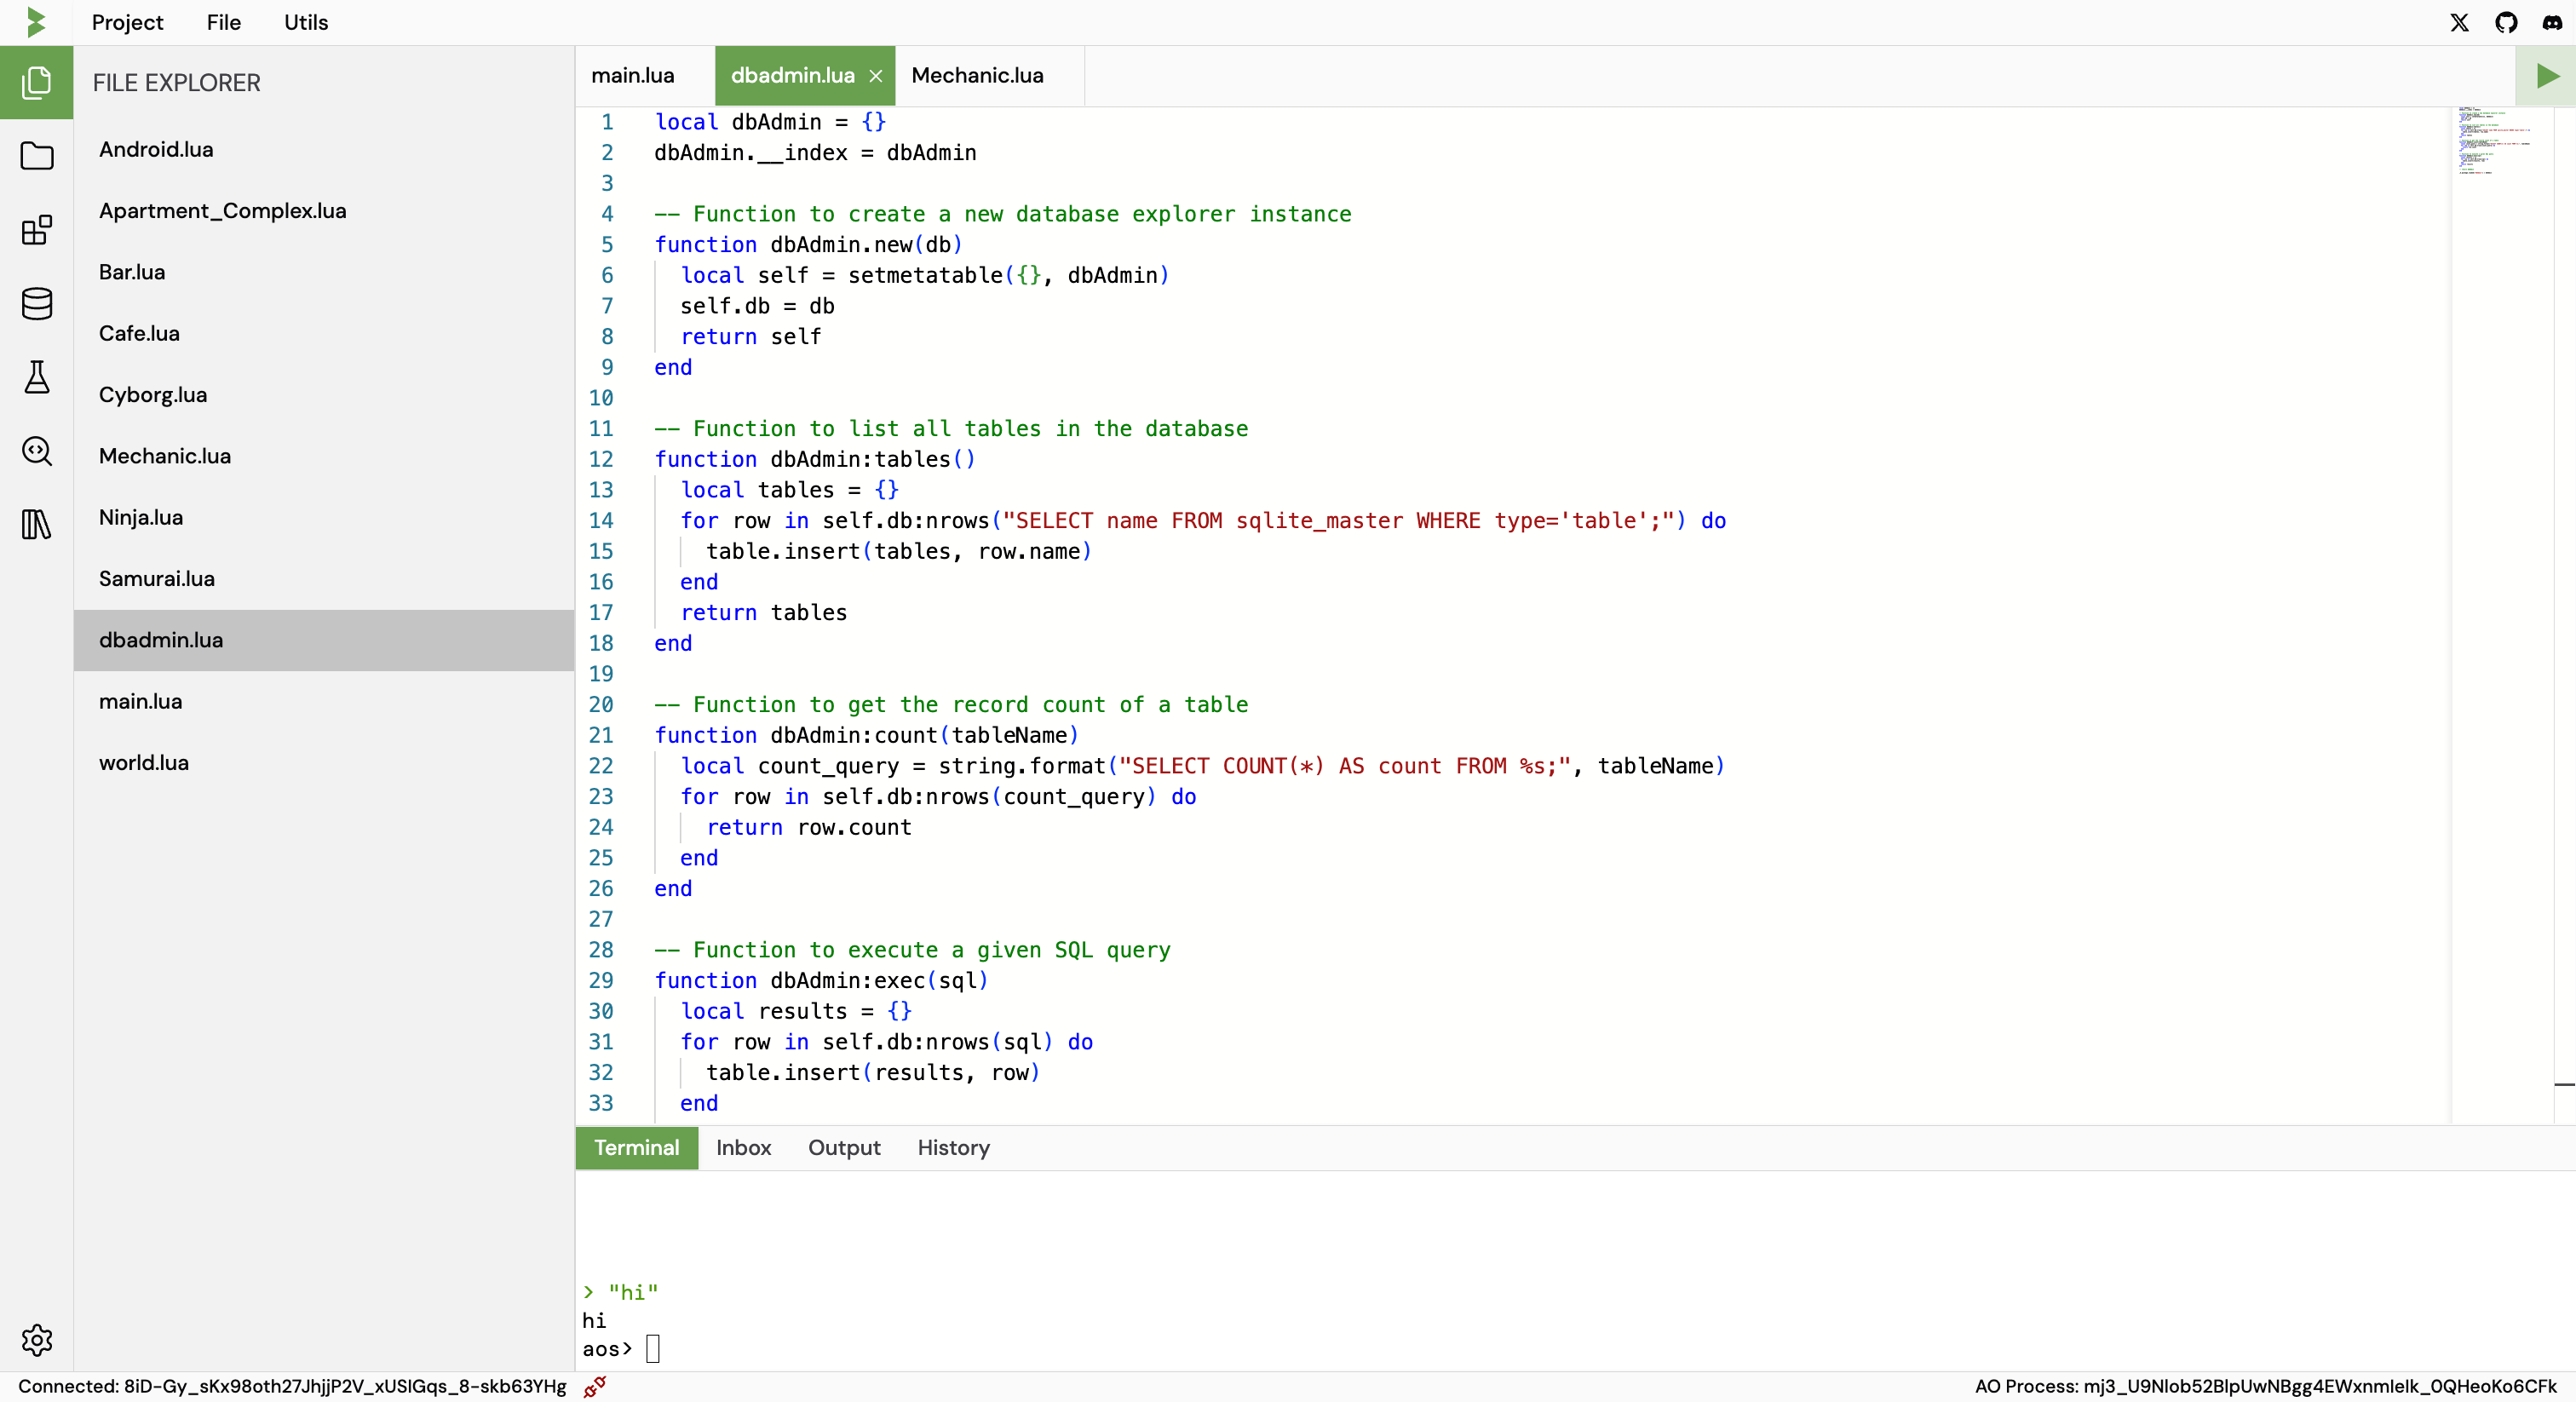 Project File Utils
FILE EXPLORER
Android.lua
Apartment_Complex.lua
Bar.lua
Cafe.lua
Cyborg.lua
Mechanic.lua
Ninja.lua
Samurai.lua
dbadmin.lua
main.lua
world.lua
main.lua dbadmin.lua Mechanic.lua
1 local dbAdmin = {}
2 dbAdmin.__index = dbAdmin
3
4 -- Function to create a new database explorer instance
5 function dbAdmin.new(db)
6 local self = setmetatable({}, dbAdmin)
7 self.db = db
8 return self
9 end
10
11 -- Function to list all tables in the database
12 function dbAdmin:tables()
13 local tables = {}
14 for row in self.db:nrows("SELECT name FROM sqlite_master WHERE type='table';") do
15 table.insert(tables, row.name)
16 end
17 return tables
18 end
19
20 -- Function to get the record count of a table
21 function dbAdmin:count(tableName)
22 local count_query = string.format("SELECT COUNT(*) AS count FROM %s;", tableName)
23 for row in self.db:nrows(count_query) do
24 return row.count
25 end
26 end
27
28 -- Function to execute a given SQL query
29 function dbAdmin:exec(sql)
30 local results = {}
31 for row in self.db:nrows(sql) do
32 table.insert(results, row)
33 end
Terminal Inbox Output History
> "hi"
hi
aos>
Connected: 8iD-Gy_sKx98oth27JhjjP2V_xUSIGqs_8-skb63YHg
AO Process: mj3_U9Nlob52BlpUwNBgg4EWxnmIelk_0QHeoKo6CFk